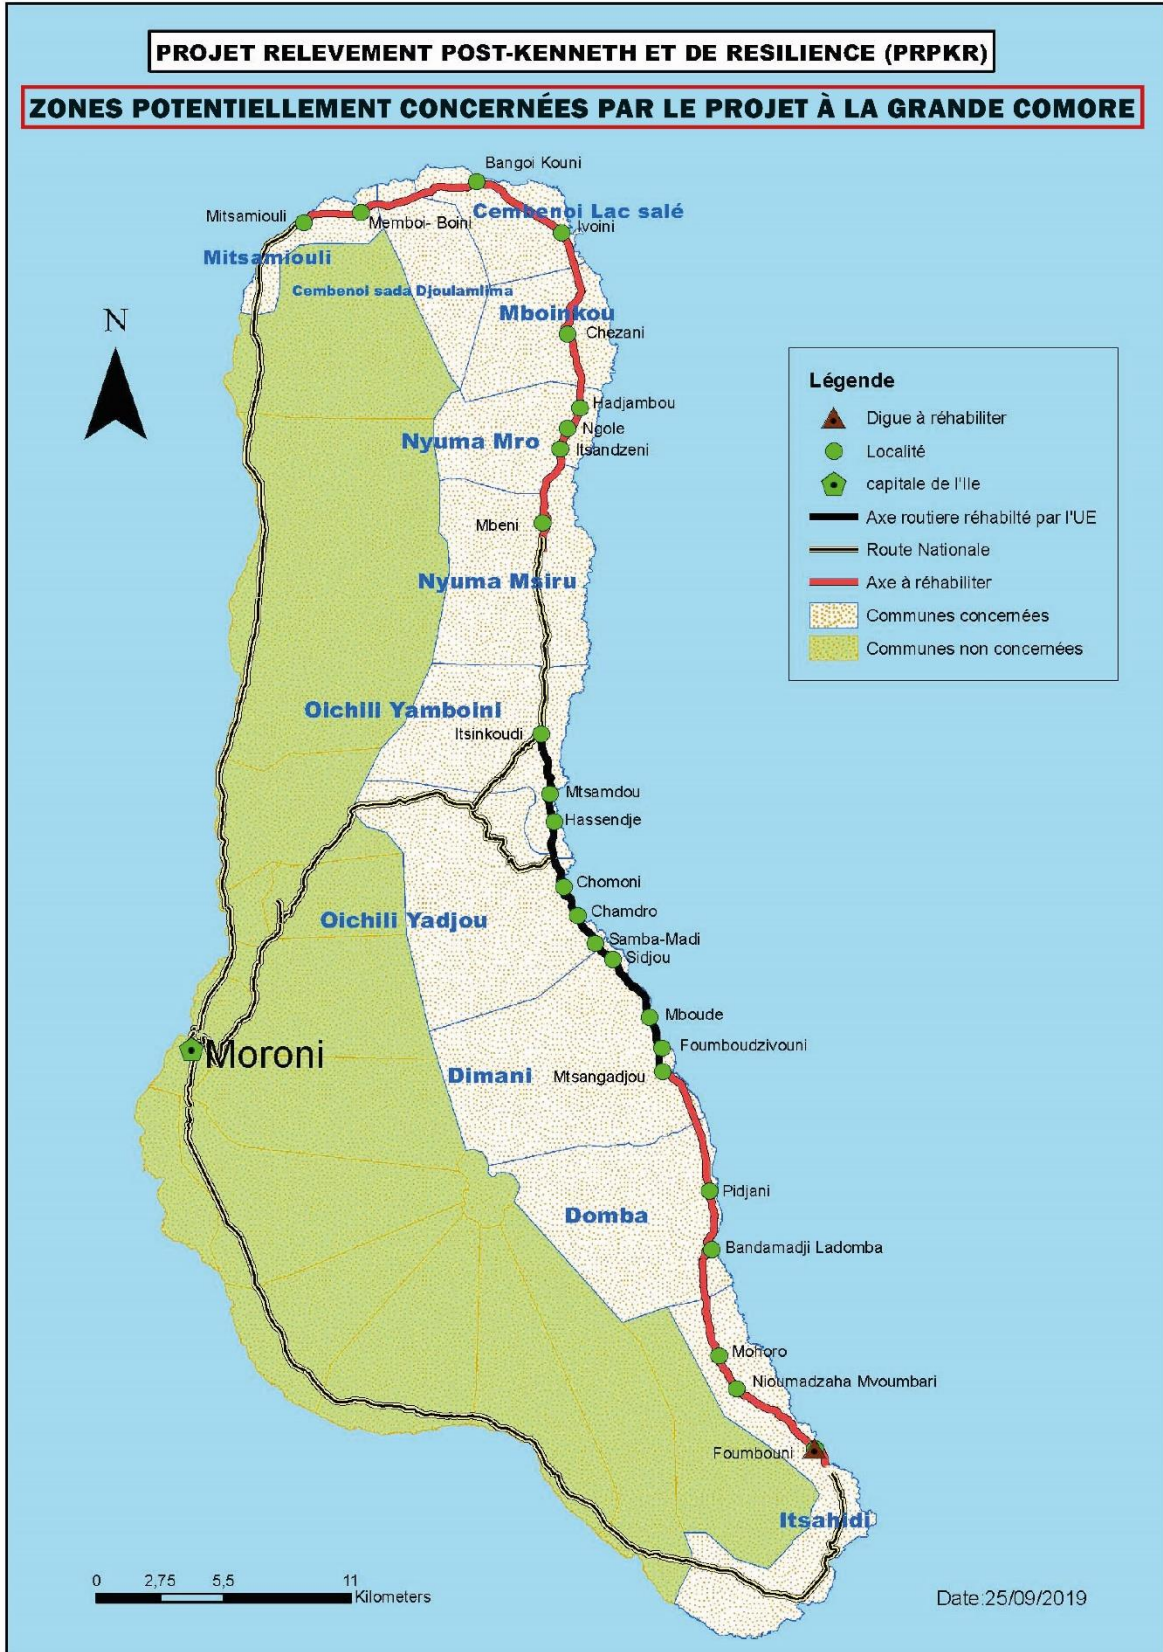 PROJET RELEVEMENT POST-KENNETH ET DE RESILIENCE (PRPKR)
ZONES POTENTIELLEMENT CONCERNÉES PAR LE PROJET À LA GRANDE COMORE
Bangoi Kouni
Mitsamiouli
Memboi- Boini
Cembenoi Lac salé
Ivoini
Mitsamiouli
Cembenoi sada Djoulamlima
Mboinkou
Chezani
N
Hadjambou
Ngole
Nyuma Mro
Itsandzeni
Mbeni
Nyuma Msiru
Oichili Yamboini
Itsinkoudi
Mtsamdou
Hassendje
Chomoni
Chamdro
Oichili Yadjou
Samba-Madi
Sidjou
Mboude
Foumboudzivouni
Moroni
Dimani
Mtsangadjou
Pidjani
Domba
Bandamadji Ladomba
Mohoro
Nioumadzaha Mvoumbari
Foumbouni
Itsahidi
Légende
Digue à réhabiliter
Localité
capitale de l'Ile
Axe routiere réhabilté par l'UE
Route Nationale
Axe à réhabiliter
Communes concernées
Communes non concernées
0 2,75 5,5 11
Kilometers
Date:25/09/2019